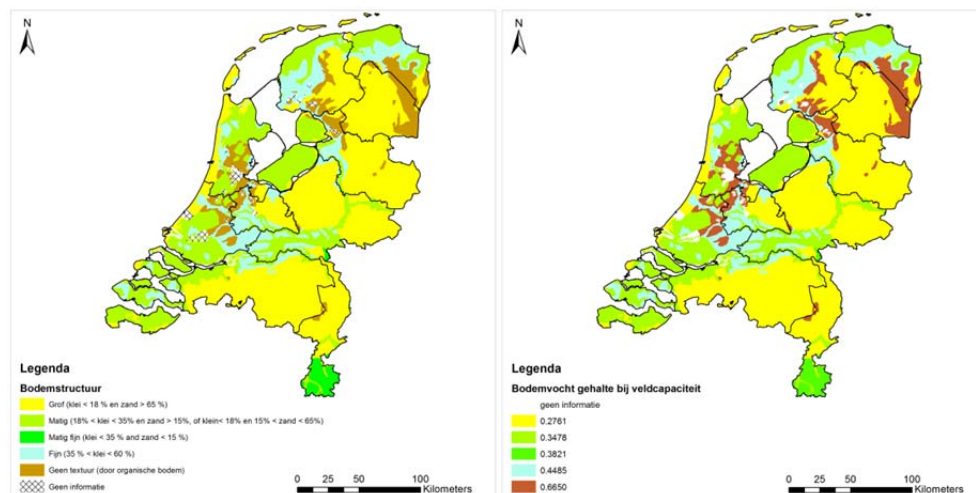 N
Legenda
Bodemstructuur
Grof (klei < 18 % en zand > 65 %)
Matig (18% < klei < 35% en zand > 15%, of klein< 18% en 15% < zand < 65%)
Matig fijn (klei < 35 % and zand < 15 %)
Fijn (35 % < klei < 60 %)
Geen textuur (door organische bodem)
Geen informatie
0 25 50 100
Kilometers
N
Legenda
Bodemvocht gehalte bij veldcapaciteit
geen informatie
0.2761
0.3478
0.3821
0.4485
0.6650
0 25 50 100
Kilometers